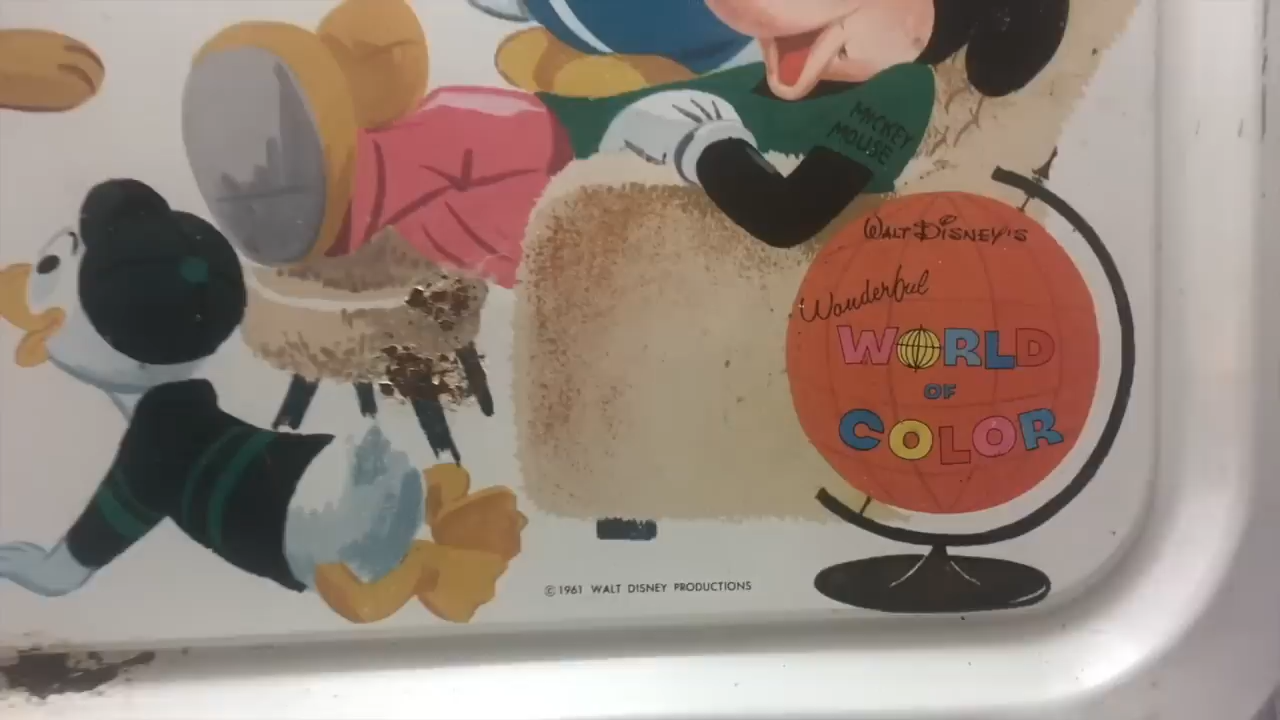 MICKEY
MOUSE
WALT DISNEY'S
Wonderful
WORLD
OF
COLOR
© 1961 WALT DISNEY PRODUCTIONS